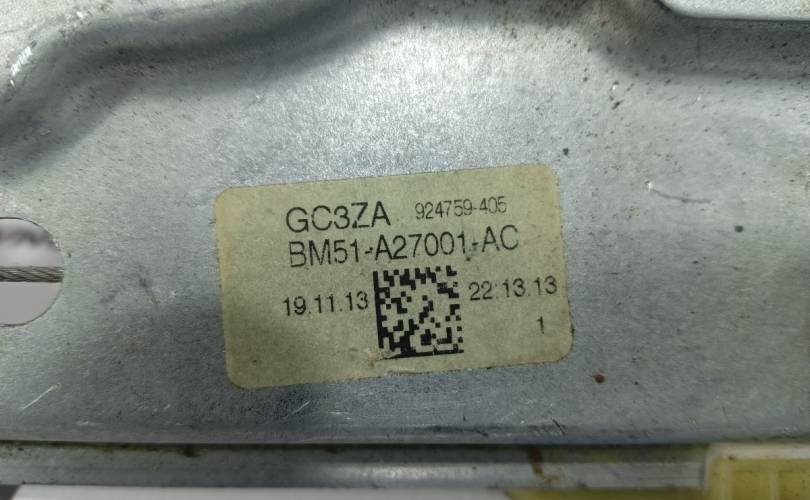 GC3ZA 924759-405
BM51-A27001-AC
19.11.13 22:13.13
1